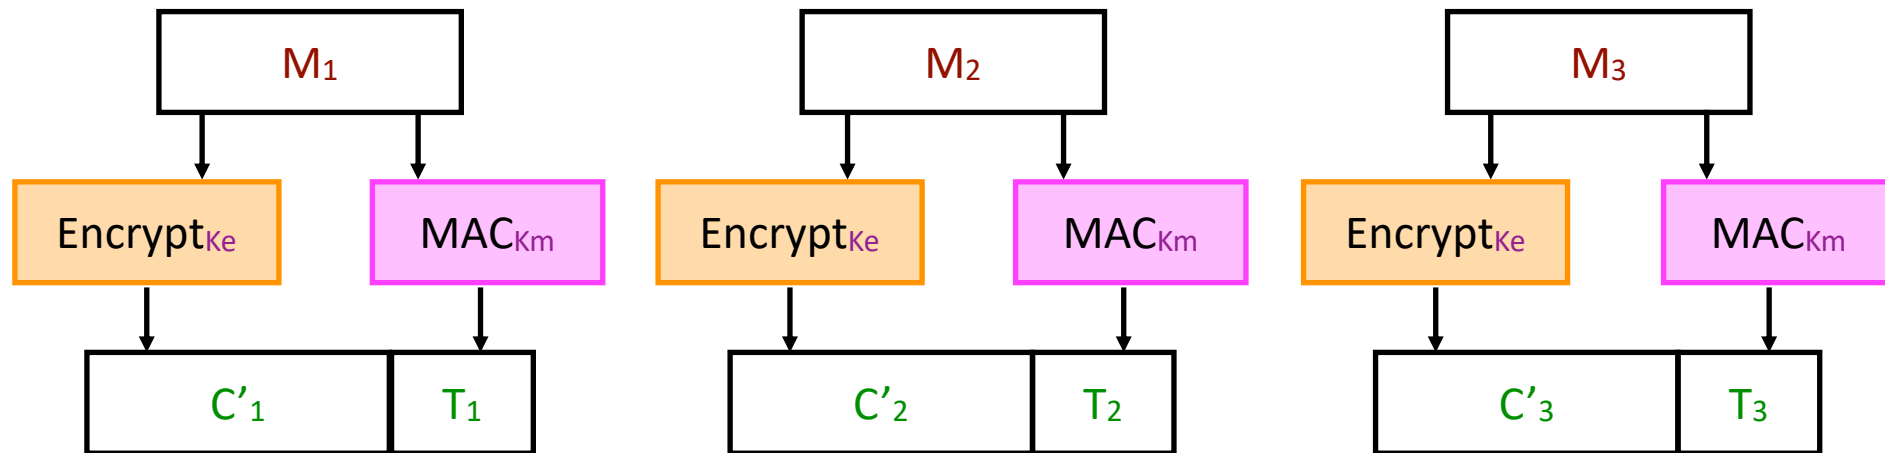 M1 M2 M3
EncryptKe MACKm EncryptKe MACKm EncryptKe MACKm
C’1 T1 C’2 T2 C’3 T3